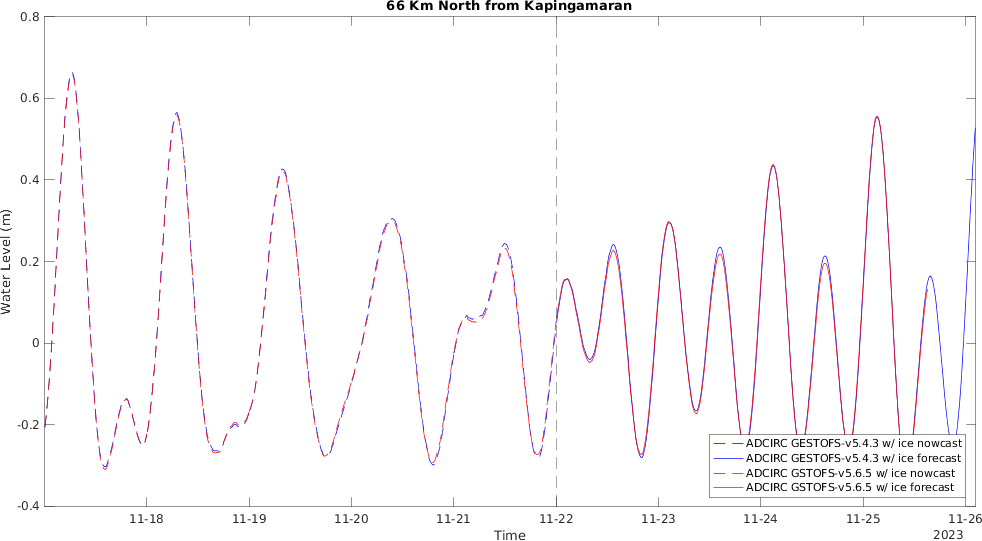 66 Km North from Kapingamaran
0.8
0.6
0.4
0.2
0
-0.2
-0.4
Water Level (m)
11-18
11-19
11-20
11-21
11-22
11-23
11-24
11-25
11-26
Time
2023
ADCIRC GESTOFS-v5.4.3 w/ ice nowcast
ADCIRC GESTOFS-v5.4.3 w/ ice forecast
ADCIRC GSTOFS-v5.6.5 w/ ice nowcast
ADCIRC GSTOFS-v5.6.5 w/ ice forecast